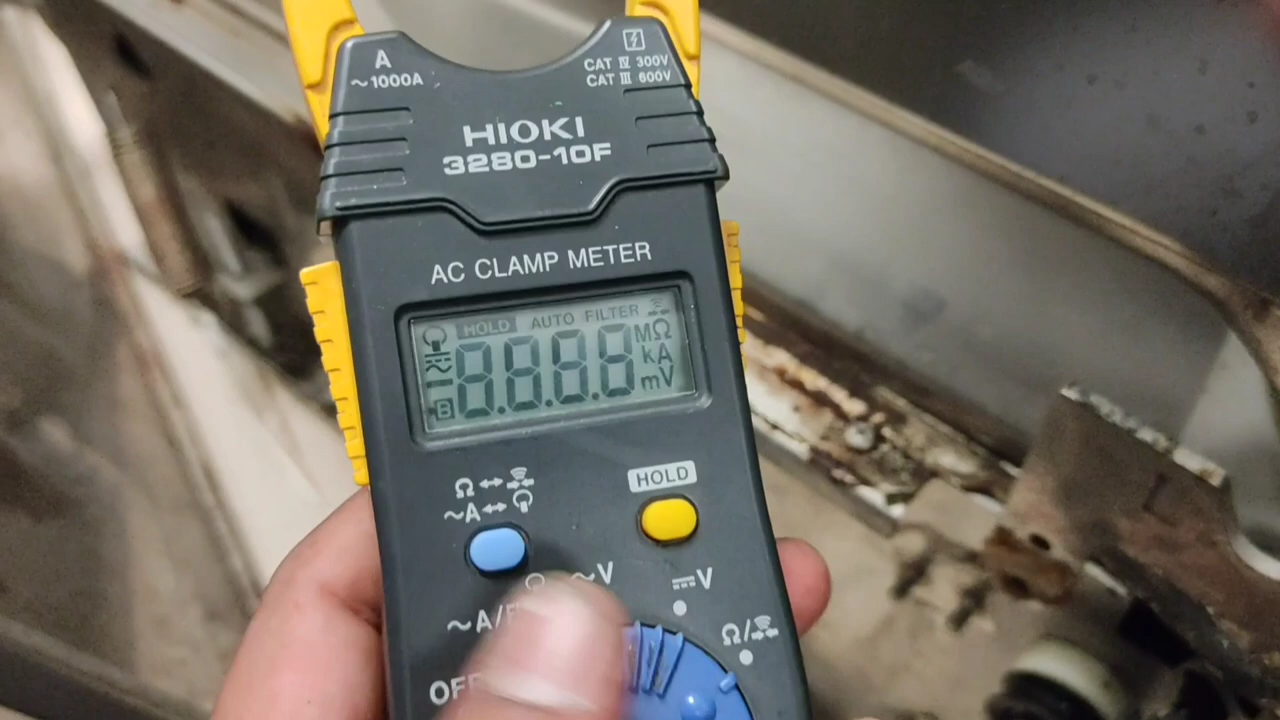 A
~1000A
CAT IV 300V
CAT III 600V
HIOKI
3280-10F
AC CLAMP METER
HOLD AUTO FILTER
8.8.8.8
MΩ
kA
mV
B
HOLD
Ω↔
~A↔
~V
⎓V
~A/
Ω/
OFF